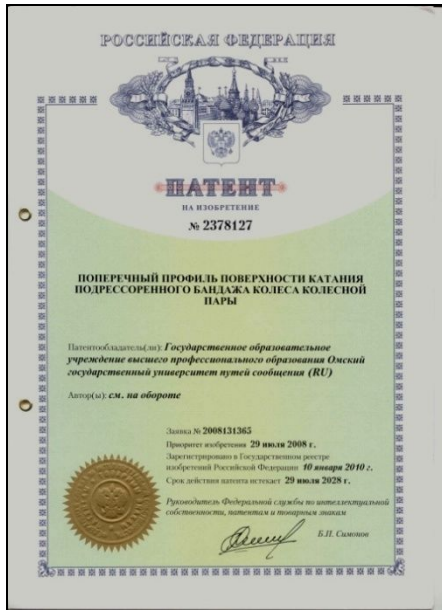 РОССИЙСКАЯ ФЕДЕРАЦИЯ
ПАТЕНТ
НА ИЗОБРЕТЕНИЕ
№ 2378127
ПОПЕРЕЧНЫЙ ПРОФИЛЬ ПОВЕРХНОСТИ КАТАНИЯ
ПОДРЕССОРЕННОГО БАНДАЖА КОЛЕСА КОЛЕСНОЙ
ПАРЫ
Патентообладатель(ли): Государственное образовательное
учреждение высшего профессионального образования Омский
государственный университет путей сообщения (RU)
Автор(ы): см. на обороте
Заявка № 2008131365
Приоритет изобретения 29 июля 2008 г.
Зарегистрировано в Государственном реестре
изобретений Российской Федерации 10 января 2010 г.
Срок действия патента истекает 29 июля 2028 г.
Руководитель Федеральной службы по интеллектуальной
собственности, патентам и товарным знакам
Б.П. Симонов